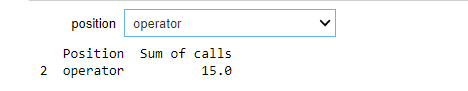 position operator
Position Sum of calls
2 operator 15.0